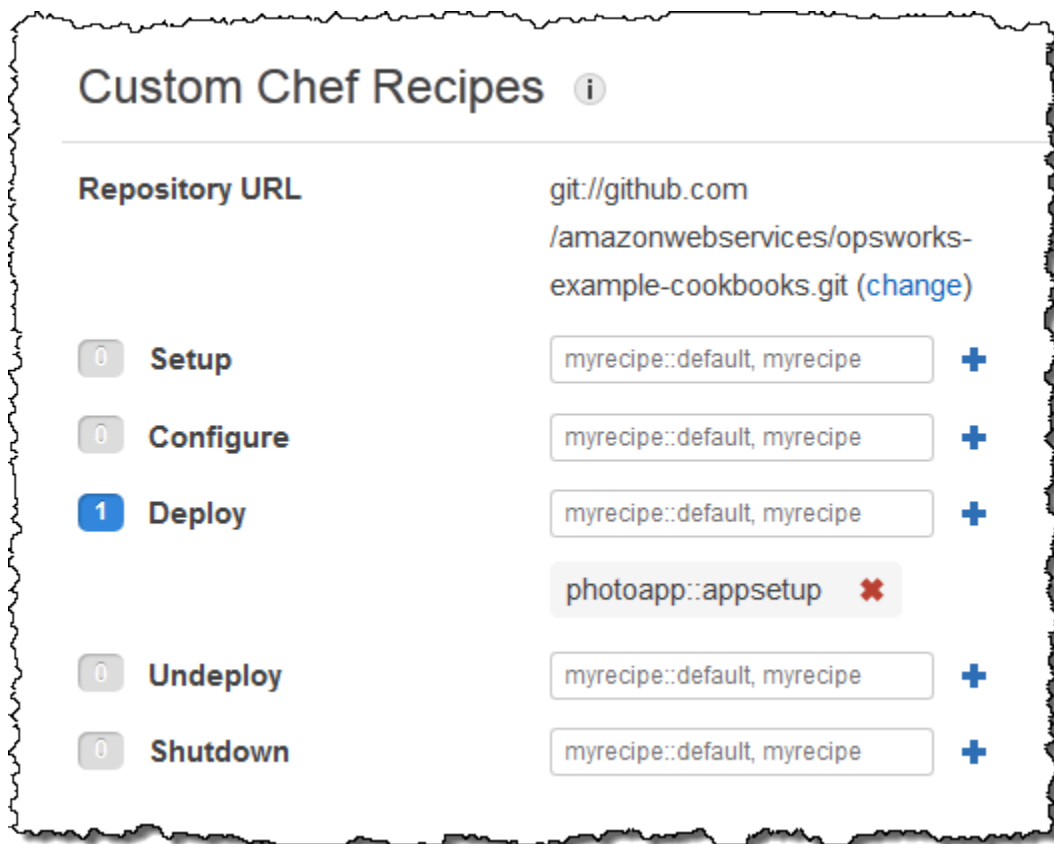 Custom Chef Recipes i
Repository URL git://github.com
/amazonwebservices/opsworks-
example-cookbooks.git (change)
0 Setup myrecipe::default, myrecipe
0 Configure myrecipe::default, myrecipe
1 Deploy myrecipe::default, myrecipe
photoapp::appsetup
0 Undeploy myrecipe::default, myrecipe
0 Shutdown myrecipe::default, myrecipe